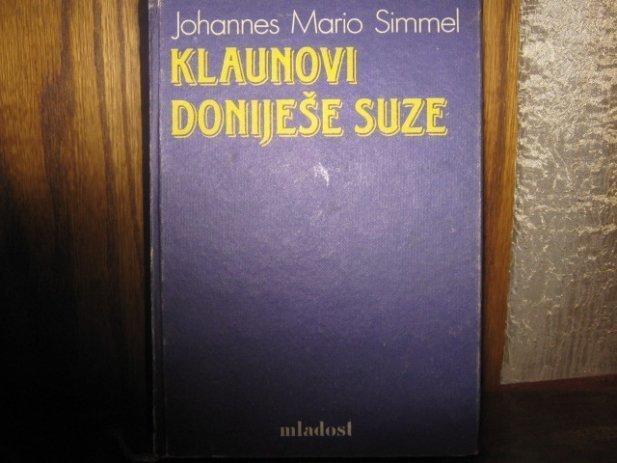 Johannes Mario Simmel
KLAUNOVI
DONIJEŠE SUZE
mladost